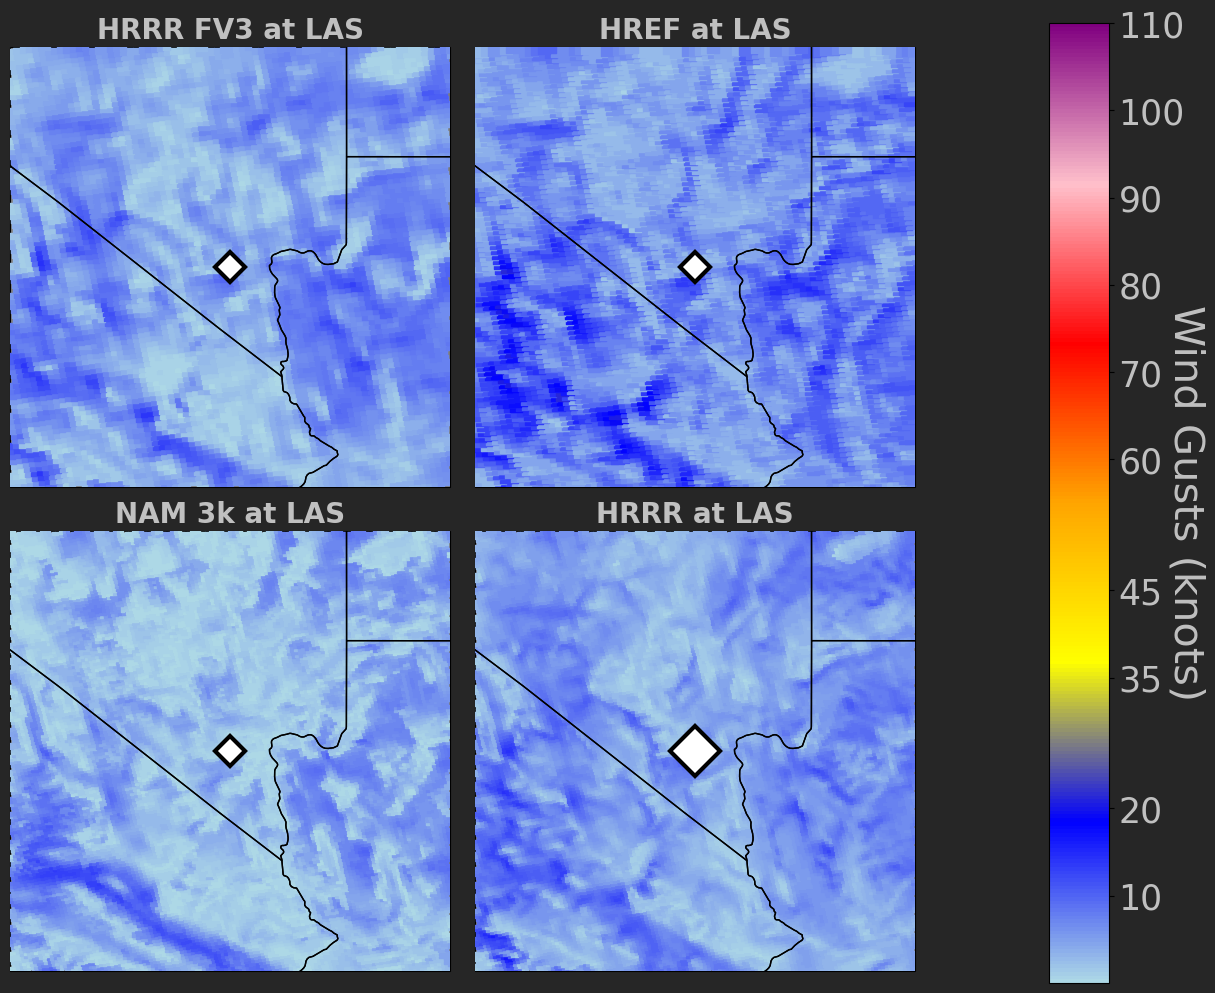 HRRR FV3 at LAS
HREF at LAS
NAM 3k at LAS
HRRR at LAS
110
100
90
80
70
60
45
35
20
10
Wind Gusts (knots)